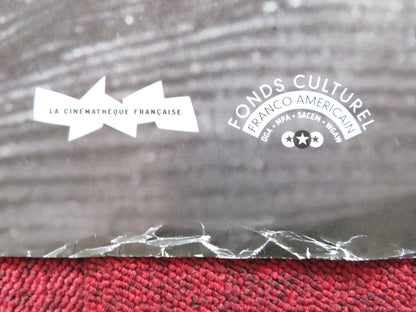 LA CINÉMATHÈQUE FRANÇAISE
FONDS CULTUREL
FRANCO AMERICAIN
DGA • MPA • SACEM • WGAW